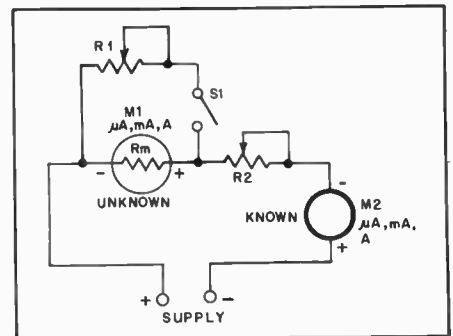 R1
S1
M1
μA, mA, A
Rm
- +
UNKNOWN
R2
-
KNOWN
M2
μA, mA,
A
+
+ -
SUPPLY